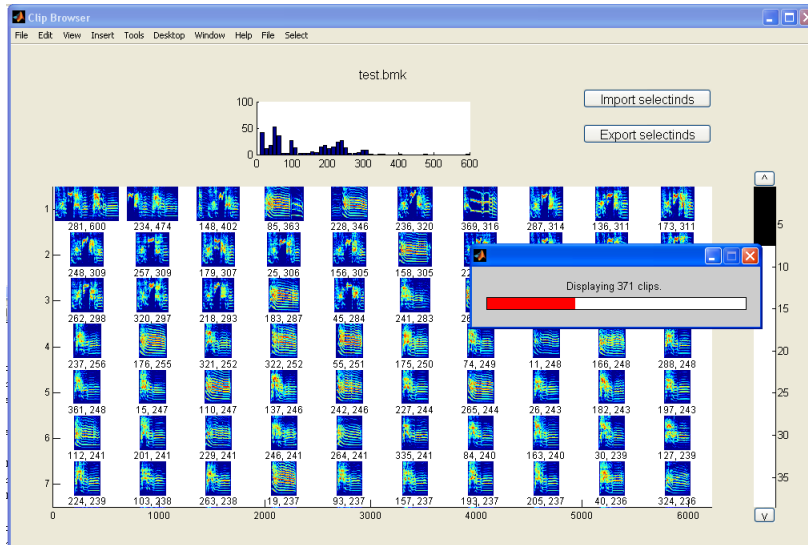 Clip Browser
File Edit View Insert Tools Desktop Window Help File Select
test.bmk
Import selectinds
Export selectinds
100
50
0
0 100 200 300 400 500 600
1
281, 600 234, 474 148, 402 85, 363 228, 346 236, 320 369, 316 287, 314 136, 311 173, 311
2
248, 309 257, 309 179, 307 25, 306 156, 305 158, 305
Displaying 371 clips.
3
262, 298 320, 297 218, 293 183, 287 45, 284 241, 283
4
237, 256 176, 255 321, 252 322, 252 55, 251 175, 250 74, 249 11, 248 166, 248 288, 248
5
361, 248 15, 247 110, 247 137, 246 242, 246 227, 244 265, 244 26, 243 182, 243 197, 243
6
112, 241 201, 241 229, 241 246, 241 264, 241 335, 241 84, 240 163, 240 30, 239 127, 239
7
224, 239 103, 238 263, 238 19, 237 93, 237 157, 237 193, 237 205, 237 40, 236 324, 236
0 1000 2000 3000 4000 5000 6000
5
10
15
20
25
30
35